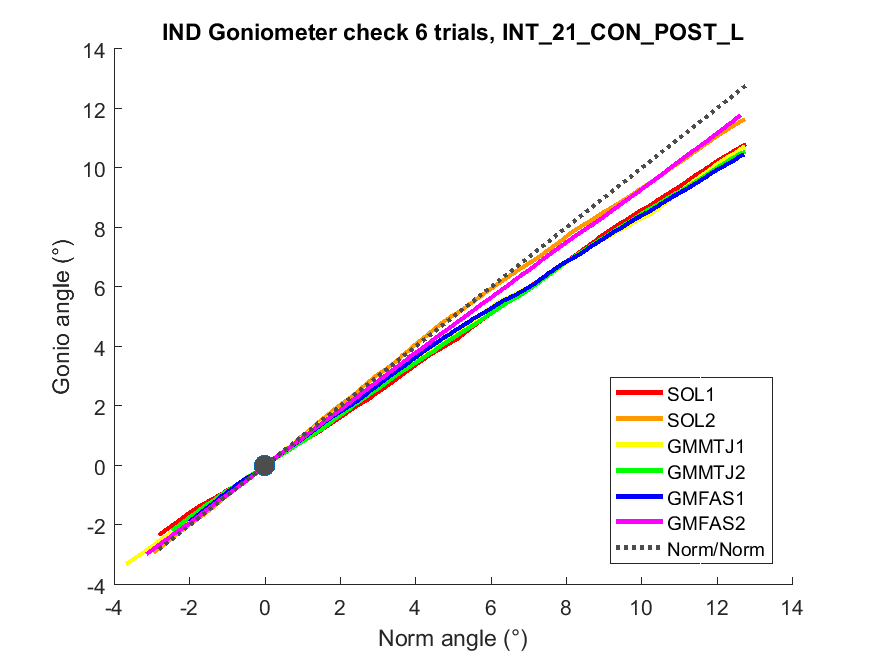 IND Goniometer check 6 trials, INT_21_CON_POST_L
14
12
10
8
6
4
2
0
-2
-4
Gonio angle (°)
-4 -2 0 2 4 6 8 10 12 14
Norm angle (°)
SOL1
SOL2
GMMTJ1
GMMTJ2
GMFAS1
GMFAS2
Norm/Norm